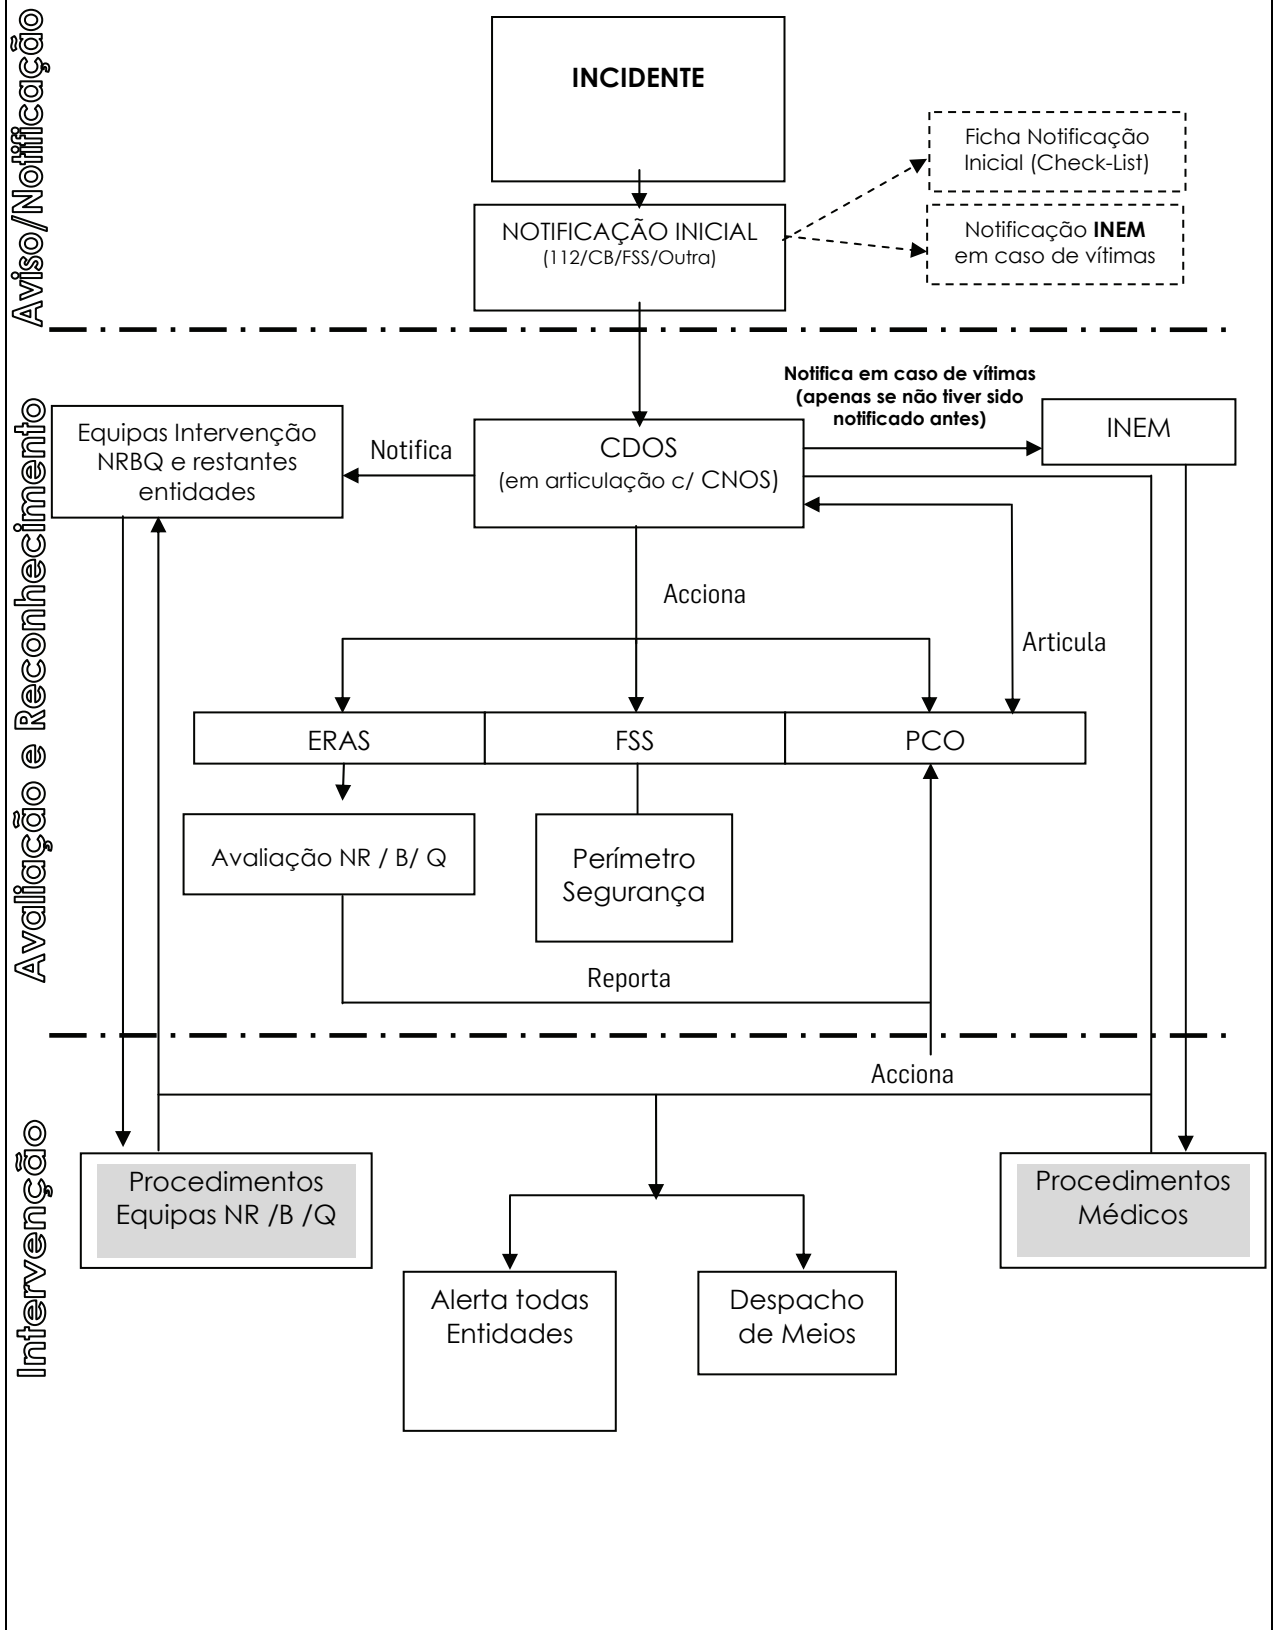 Aviso/Notificação
INCIDENTE
Ficha Notificação
Inicial (Check-List)
NOTIFICAÇÃO INICIAL
(112/CB/FSS/Outra)
Notificação INEM
em caso de vítimas
Avaliação e Reconhecimento
Notifica em caso de vítimas
(apenas se não tiver sido
notificado antes)
Equipas Intervenção
NRBQ e restantes
entidades
Notifica
CDOS
(em articulação c/ CNOS)
INEM
Acciona
Articula
ERAS
FSS
PCO
Avaliação NR / B/ Q
Perímetro
Segurança
Reporta
Acciona
Intervenção
Procedimentos
Equipas NR /B /Q
Procedimentos
Médicos
Alerta todas
Entidades
Despacho
de Meios